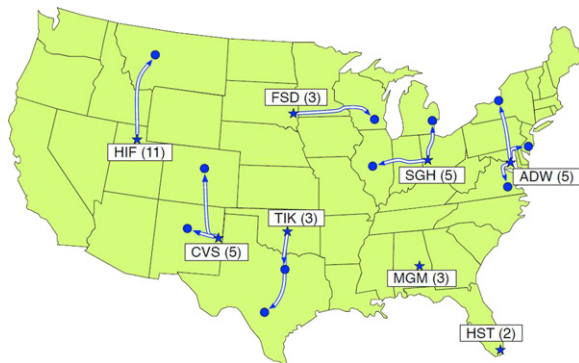 FSD (3)
HIF (11)
SGH (5)
ADW (5)
TIK (3)
CVS (5)
MGM (3)
HST (2)